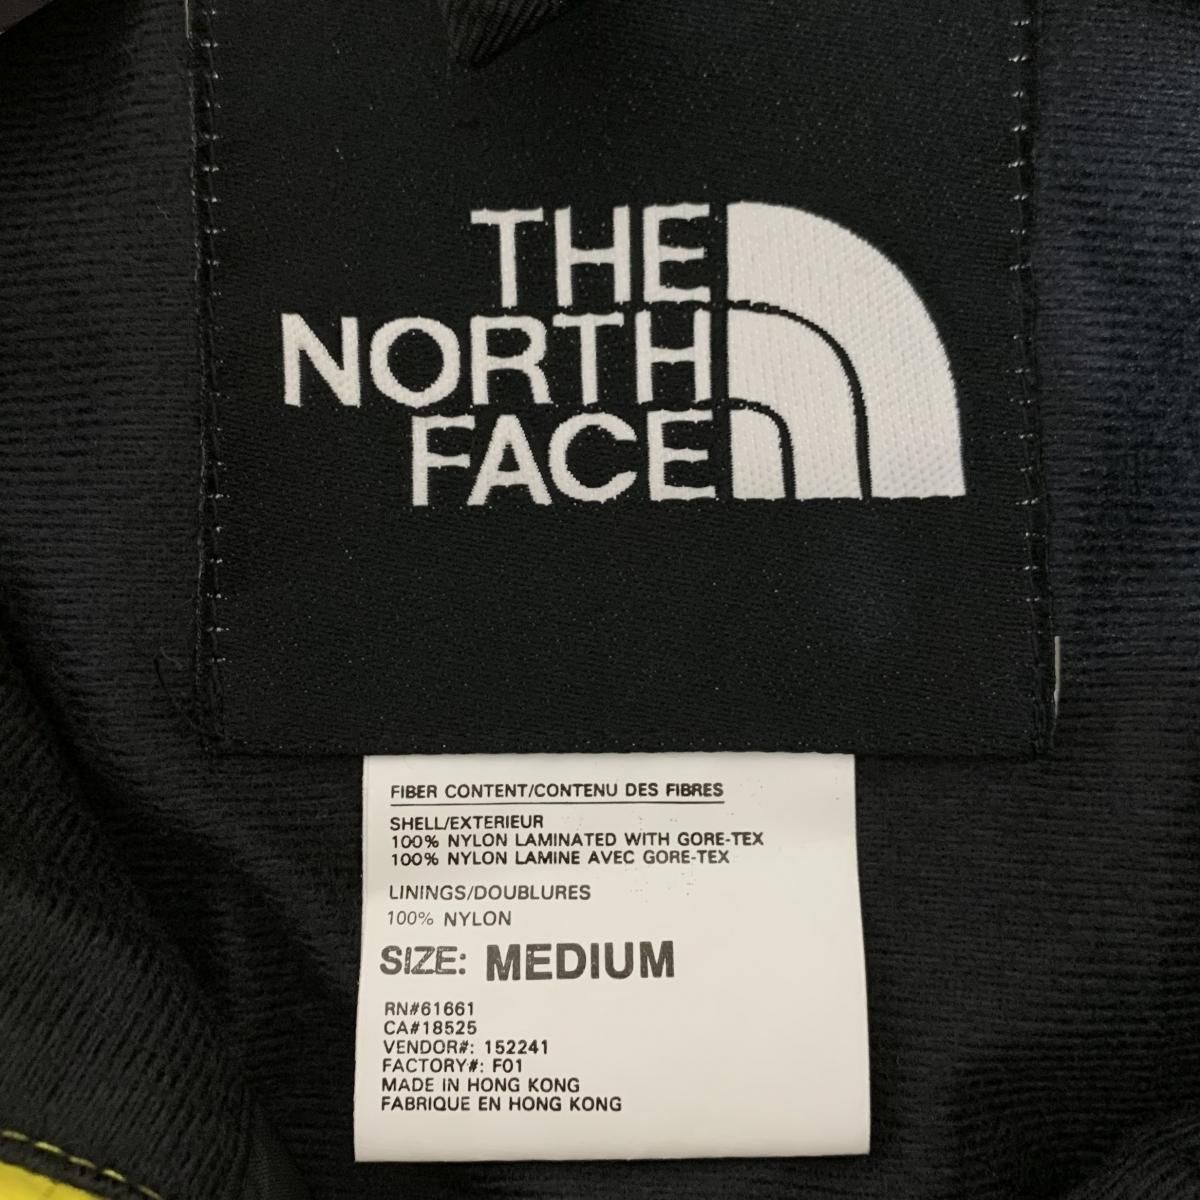 THE
NORTH
FACE
FIBER CONTENT/CONTENU DES FIBRES
SHELL/EXTERIEUR
100% NYLON LAMINATED WITH GORE-TEX
100% NYLON LAMINE AVEC GORE-TEX
LININGS/DOUBLURES
100% NYLON
SIZE: MEDIUM
RN#61661
CA#18525
VENDOR#: 152241
FACTORY#: F01
MADE IN HONG KONG
FABRIQUE EN HONG KONG